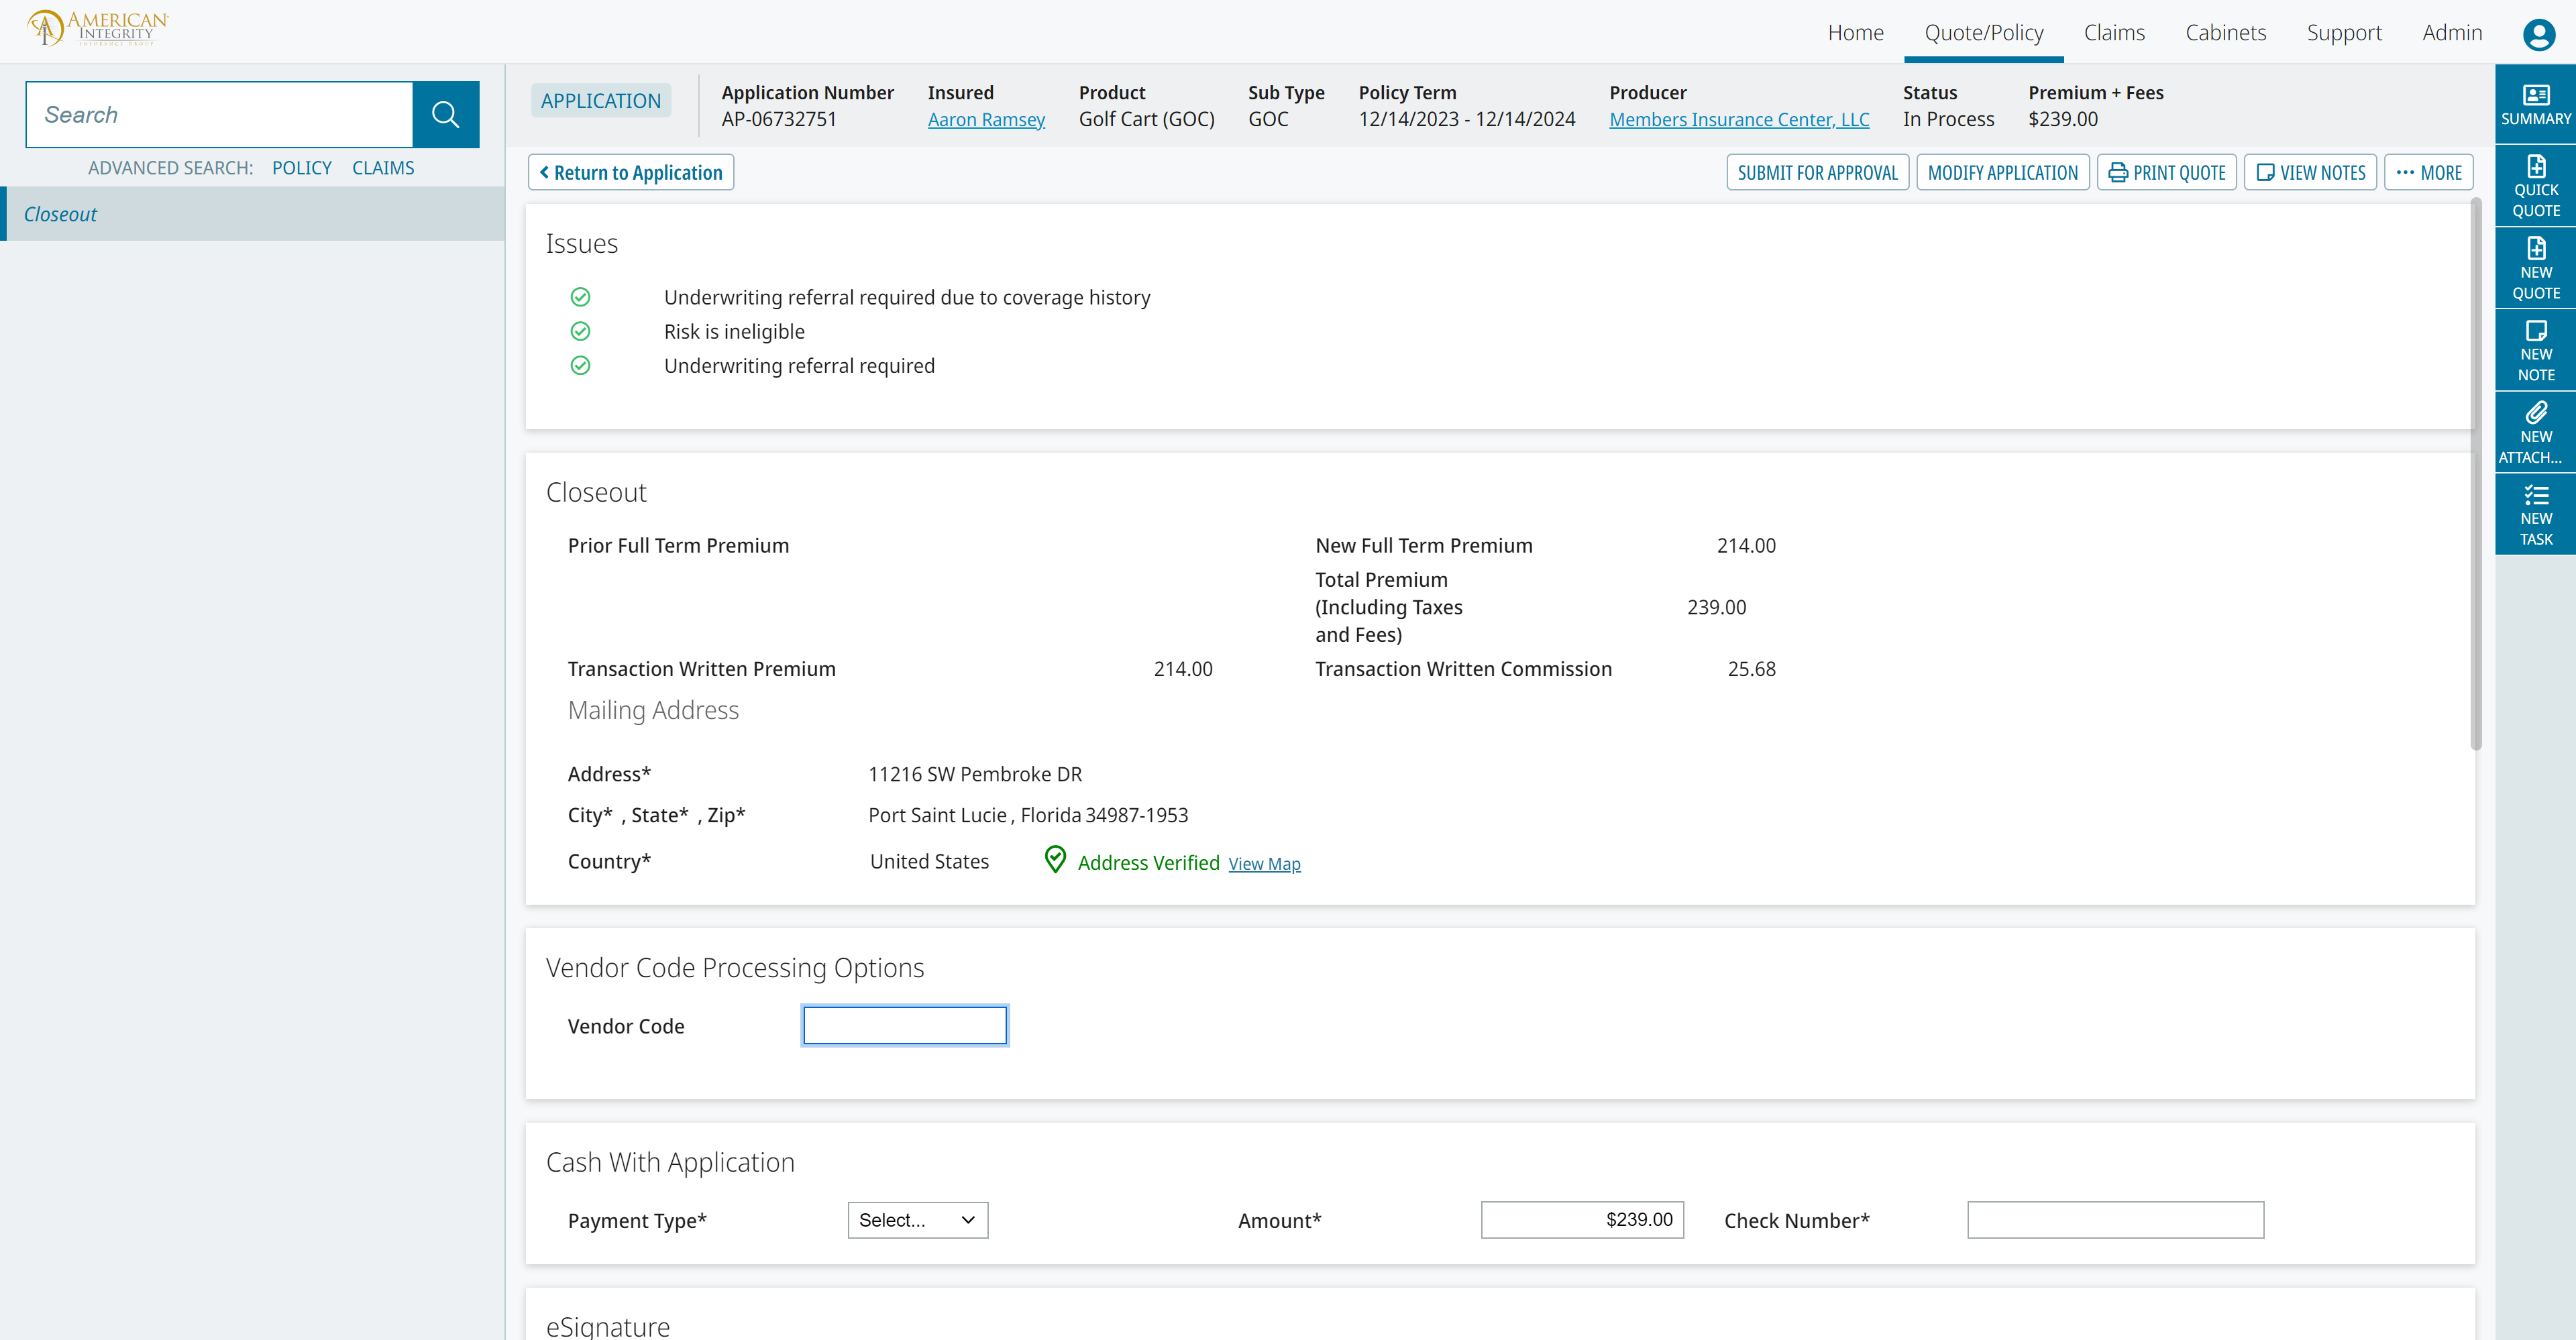 AMERICAN
INTEGRITY
INSURANCE GROUP
Home Quote/Policy Claims Cabinets Support Admin
Search
ADVANCED SEARCH: POLICY CLAIMS
Closeout
APPLICATION
Application Number Insured Product Sub Type Policy Term Producer Status Premium + Fees
AP-06732751 Aaron Ramsey Golf Cart (GOC) GOC 12/14/2023 - 12/14/2024 Members Insurance Center, LLC In Process $239.00
Return to Application SUBMIT FOR APPROVAL MODIFY APPLICATION PRINT QUOTE VIEW NOTES MORE
Issues
Underwriting referral required due to coverage history
Risk is ineligible
Underwriting referral required
Closeout
Prior Full Term Premium New Full Term Premium 214.00
Total Premium
(Including Taxes 239.00
and Fees)
Transaction Written Premium 214.00 Transaction Written Commission 25.68
Mailing Address
Address* 11216 SW Pembroke DR
City* , State* , Zip* Port Saint Lucie , Florida 34987-1953
Country* United States Address Verified View Map
Vendor Code Processing Options
Vendor Code
Cash With Application
Payment Type* Select... Amount* $239.00 Check Number*
eSignature
SUMMARY
QUICK
QUOTE
NEW
QUOTE
NEW
NOTE
NEW
ATTACH...
NEW
TASK